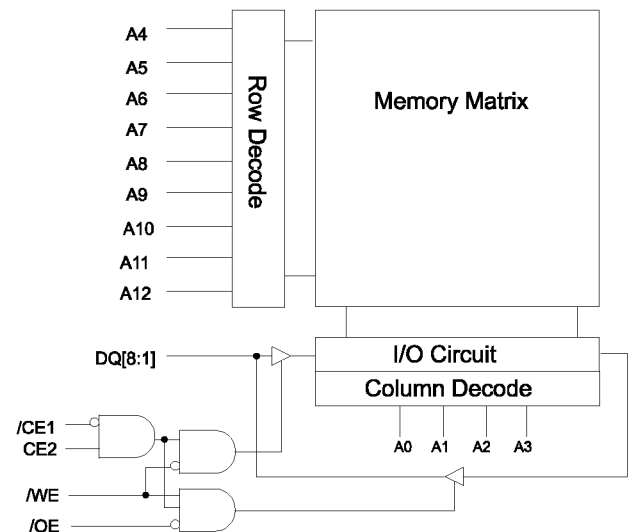 A4
A5
A6
A7
A8
A9
A10
A11
A12
Row Decode
Memory Matrix
DQ[8:1]
I/O Circuit
Column Decode
A0 A1 A2 A3
/CE1
CE2
/WE
/OE